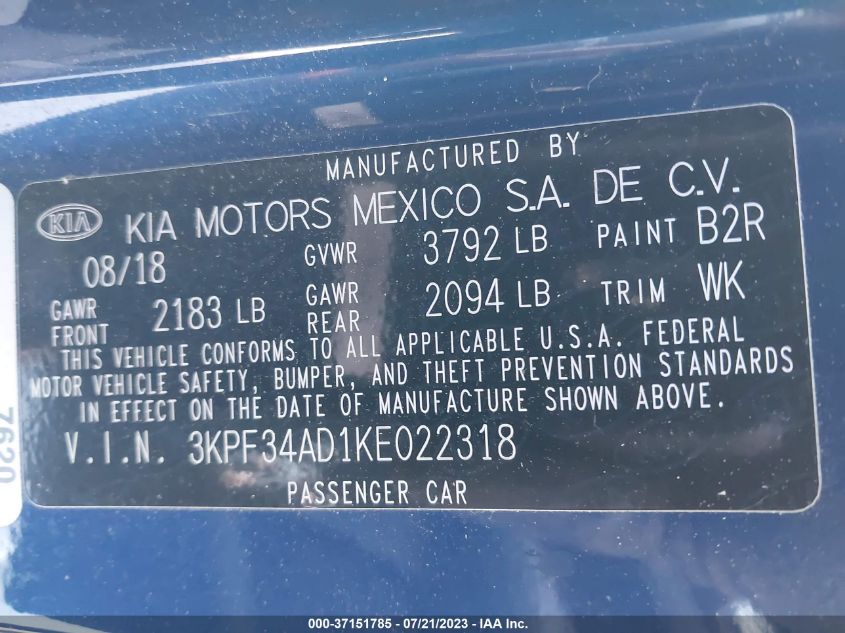 MANUFACTURED BY
KIA KIA MOTORS MEXICO S.A. DE C.V.
08/18 GVWR 3792 LB PAINT B2R
GAWR FRONT 2183 LB GAWR REAR 2094 LB TRIM WK
THIS VEHICLE CONFORMS TO ALL APPLICABLE U.S.A. FEDERAL
MOTOR VEHICLE SAFETY, BUMPER, AND THEFT PREVENTION STANDARDS
IN EFFECT ON THE DATE OF MANUFACTURE SHOWN ABOVE.
V.I.N. 3KPF34AD1KE022318
PASSENGER CAR
7620
000-37151785 - 07/21/2023 - IAA Inc.